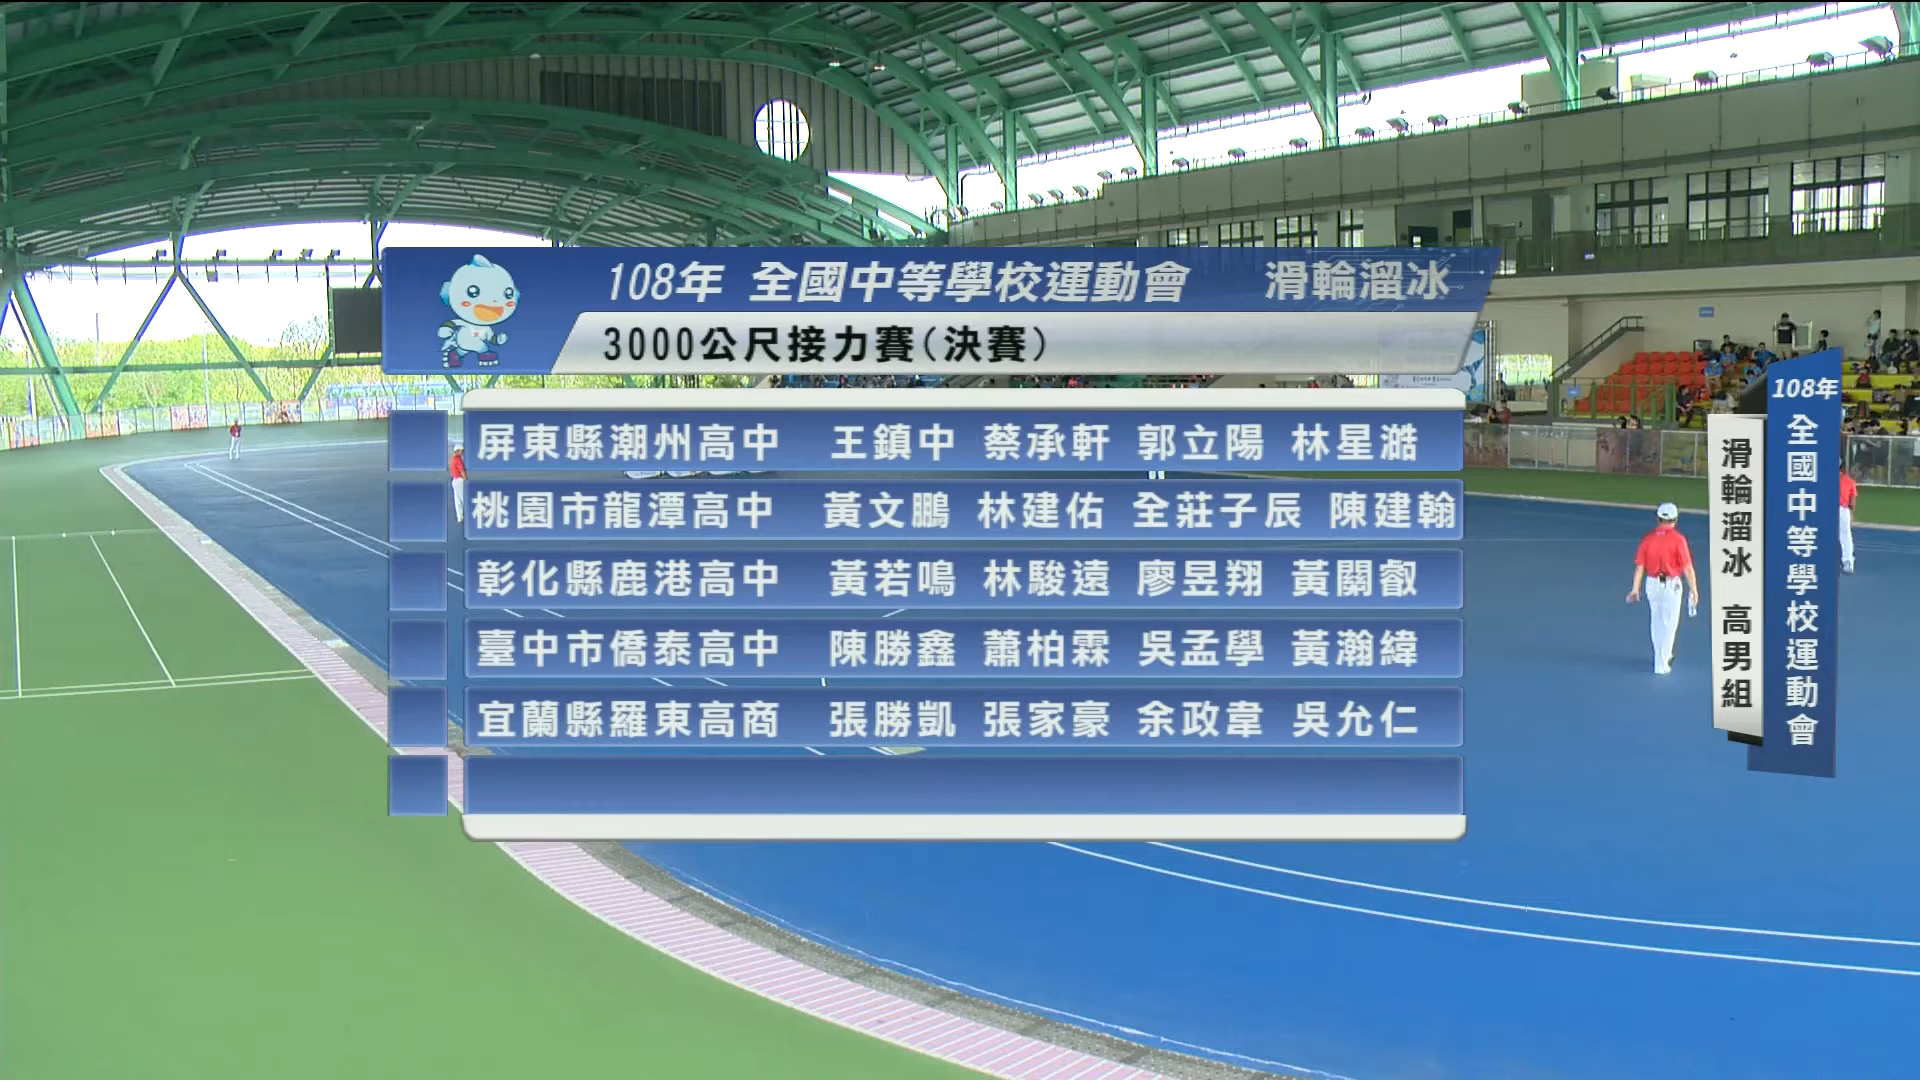 108年 全國中等學校運動會 滑輪溜冰
3000公尺接力賽(決賽)
屏東縣潮州高中 王鎮中 蔡承軒 郭立陽 林星澔
桃園市龍潭高中 黃文鵬 林建佑 全莊子辰 陳建翰
彰化縣鹿港高中 黃若鳴 林駿遠 廖昱翔 黃關叡
臺中市僑泰高中 陳勝鑫 蕭柏霖 吳孟學 黃瀚緯
宜蘭縣羅東高商 張勝凱 張家豪 余政韋 吳允仁
108年
全國中等學校運動會
滑輪溜冰 高男組